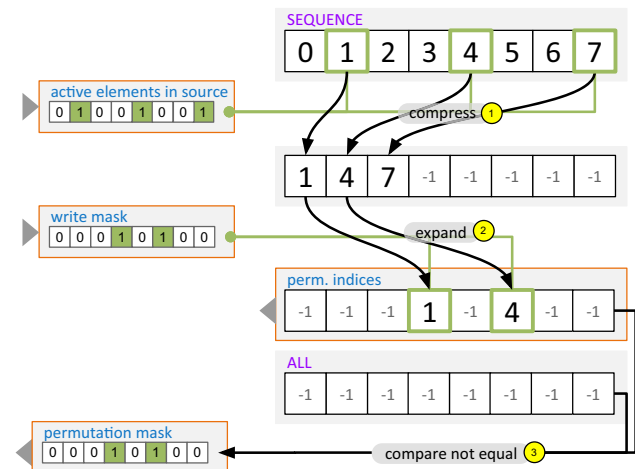 SEQUENCE
0 1 2 3 4 5 6 7
active elements in source
0 1 0 0 1 0 0 1
compress 1
1 4 7 -1 -1 -1 -1 -1
write mask
0 0 0 1 0 1 0 0
expand 2
perm. indices
-1 -1 -1 1 -1 4 -1 -1
ALL
-1 -1 -1 -1 -1 -1 -1 -1
permutation mask
0 0 0 1 0 1 0 0
compare not equal 3